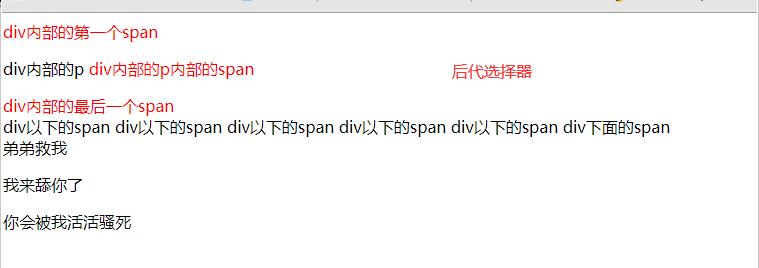 div内部的第一个span
div内部的p div内部的p内部的span
后代选择器
div内部的最后一个span
div以下的span div以下的span div以下的span div以下的span div以下的span div下面的span
弟弟救我
我来舔你了
你会被我活活骚死